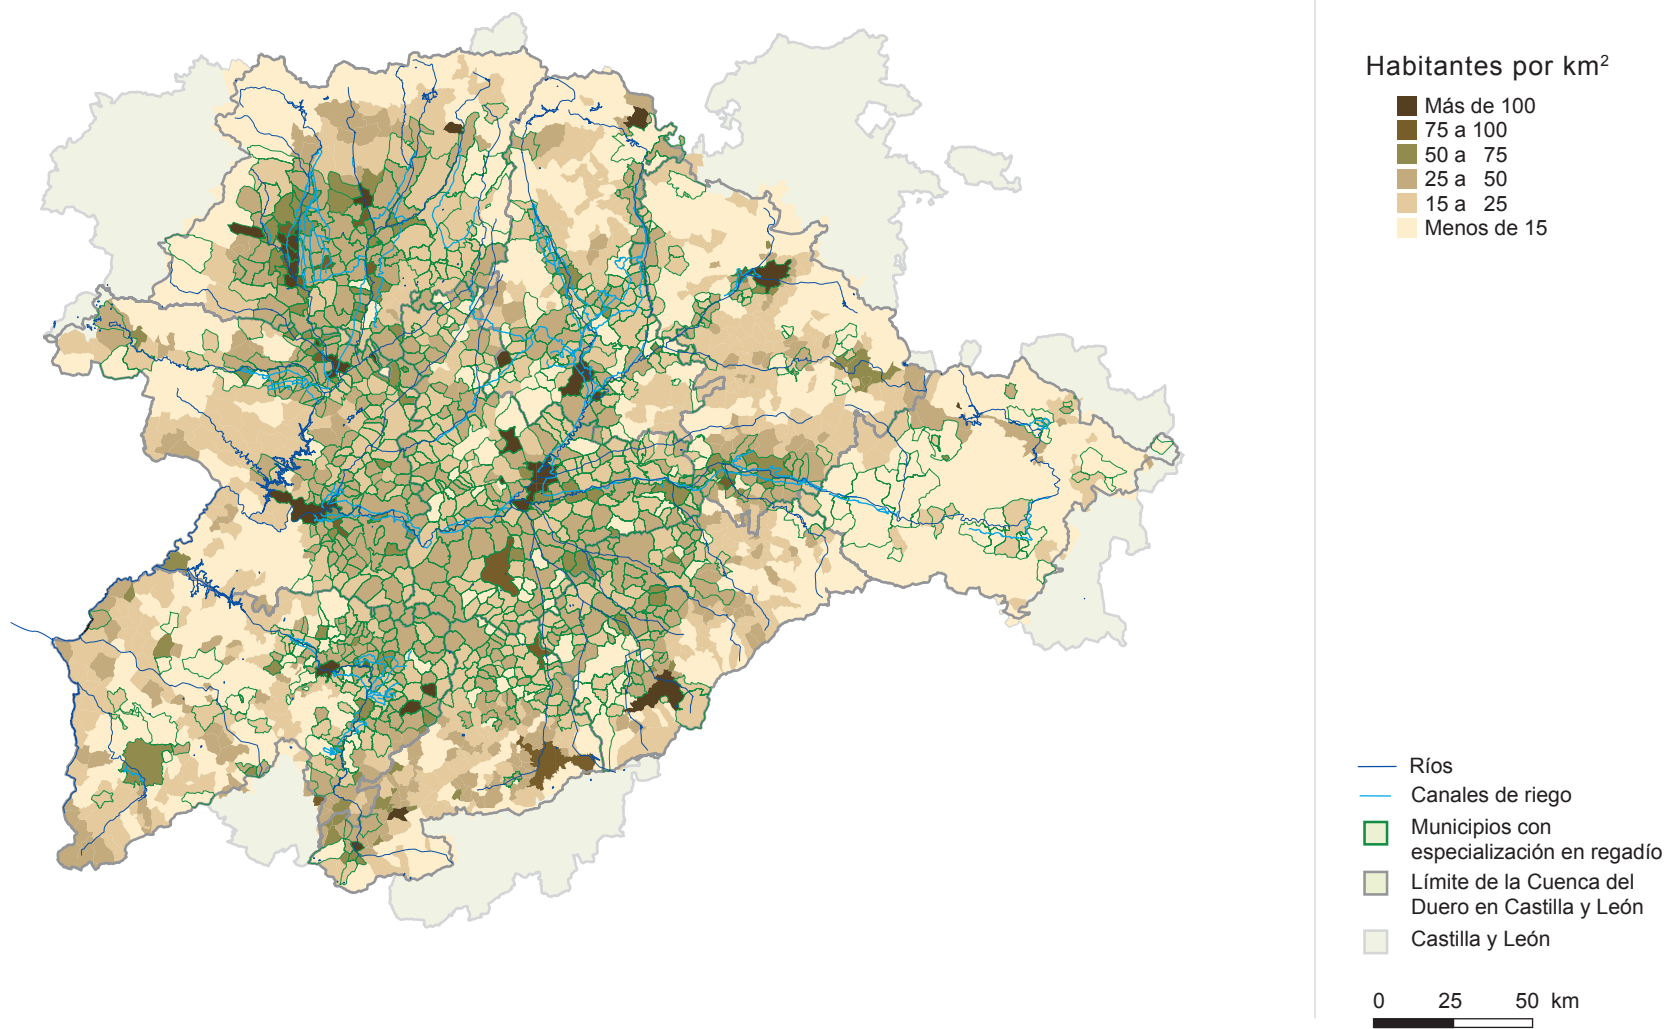 Habitantes por km²
Más de 100
75 a 100
50 a 75
25 a 50
15 a 25
Menos de 15
Ríos
Canales de riego
Municipios con
especialización en regadío
Límite de la Cuenca del
Duero en Castilla y León
Castilla y León
0 25 50 km